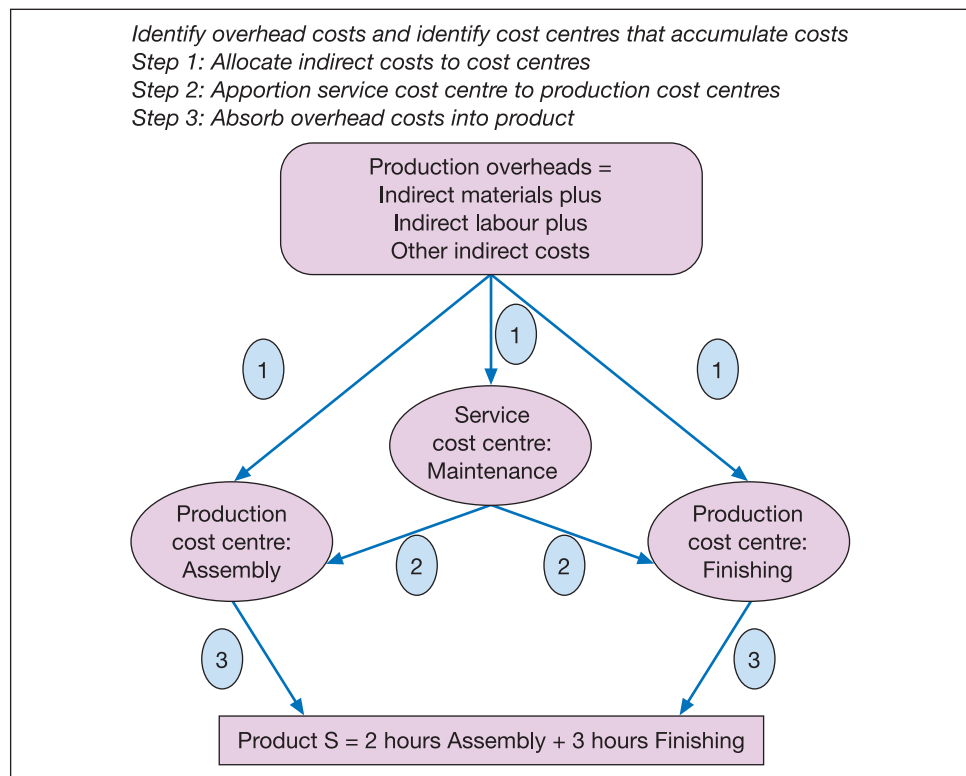 Identify overhead costs and identify cost centres that accumulate costs
Step 1: Allocate indirect costs to cost centres
Step 2: Apportion service cost centre to production cost centres
Step 3: Absorb overhead costs into product
Production overheads =
Indirect materials plus
Indirect labour plus
Other indirect costs
1
1
1
Service
cost centre:
Maintenance
Production
cost centre:
Assembly
Production
cost centre:
Finishing
2
2
3
3
Product S = 2 hours Assembly + 3 hours Finishing